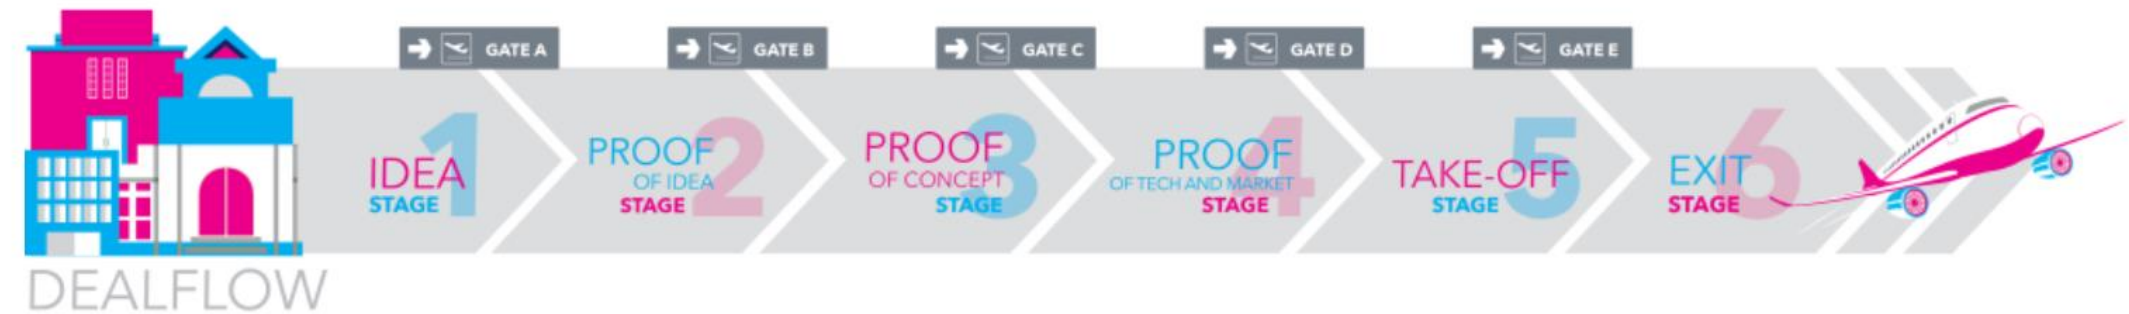 GATE A
GATE B
GATE C
GATE D
GATE E
1
IDEA
STAGE
2
PROOF
OF IDEA
STAGE
3
PROOF
OF CONCEPT
STAGE
4
PROOF
OF TECH AND MARKET
STAGE
5
TAKE-OFF
STAGE
6
EXIT
STAGE
DEALFLOW